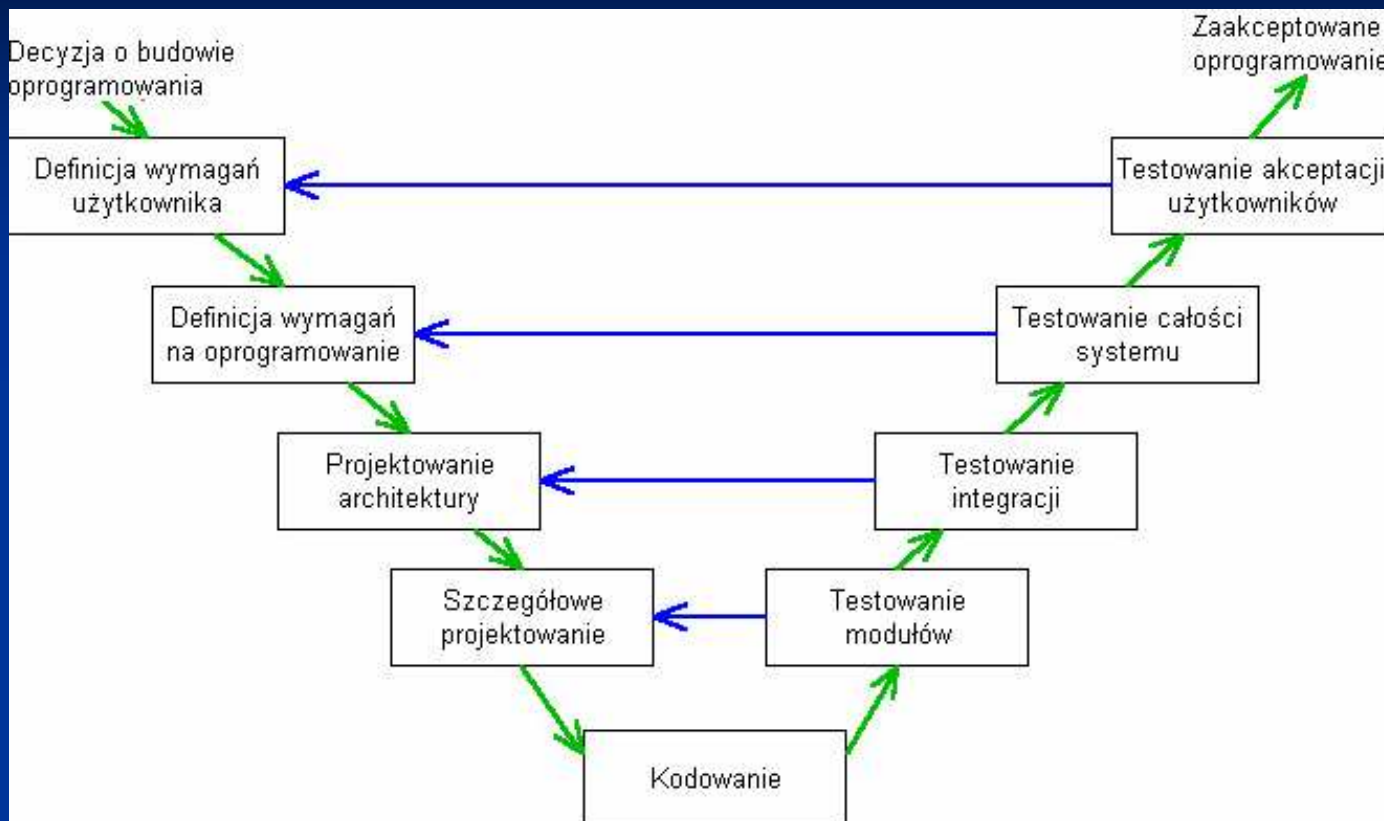 Decyzja o budowie
oprogramowania
Zaakceptowane
oprogramowanie
Definicja wymagań
użytkownika
Testowanie akceptacji
użytkowników
Definicja wymagań
na oprogramowanie
Testowanie całości
systemu
Projektowanie
architektury
Testowanie
integracji
Szczegółowe
projektowanie
Testowanie
modułów
Kodowanie